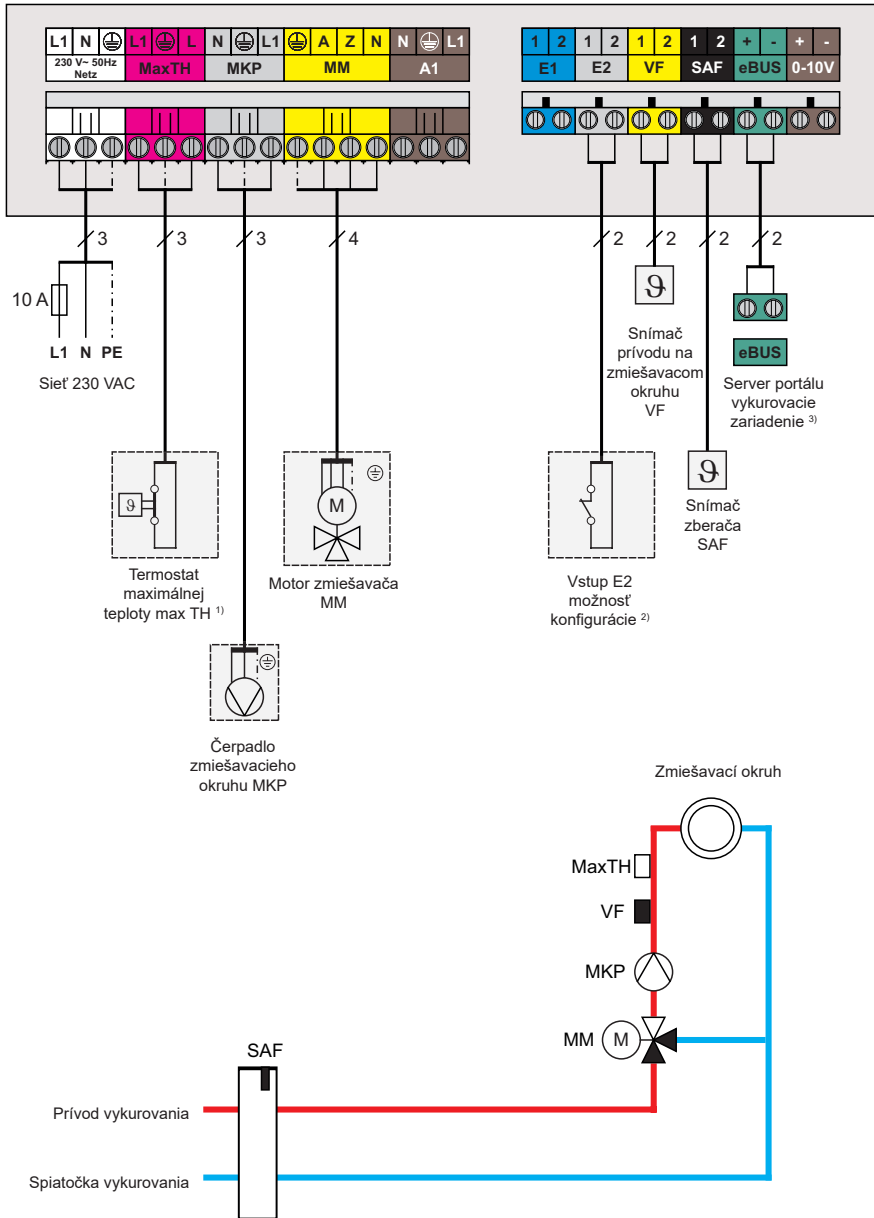 L1 N L1 L N L1 A Z N N L1
230 V~ 50Hz
Netz
MaxTH MKP MM A1
1 2 1 2 1 2 1 2 + - + -
E1 E2 VF SAF eBUS 0-10V
3 3 3 4 2 2 2 2
10 A
L1 N PE
Sieť 230 VAC
ϑ
Snímač
prívodu na
zmiešavacom
okruhu
VF
eBUS
Server portálu
vykurovacie
zariadenie 3)
ϑ
Termostat
maximálnej
teploty max TH 1)
M
Motor zmiešavača
MM
Vstup E2
možnosť
konfigurácie 2)
ϑ
Snímač
zberača
SAF
Čerpadlo
zmiešavacieho
okruhu MKP
Zmiešavací okruh
MaxTH
VF
MKP
MM M
SAF
Prívod vykurovania
Spiatočka vykurovania